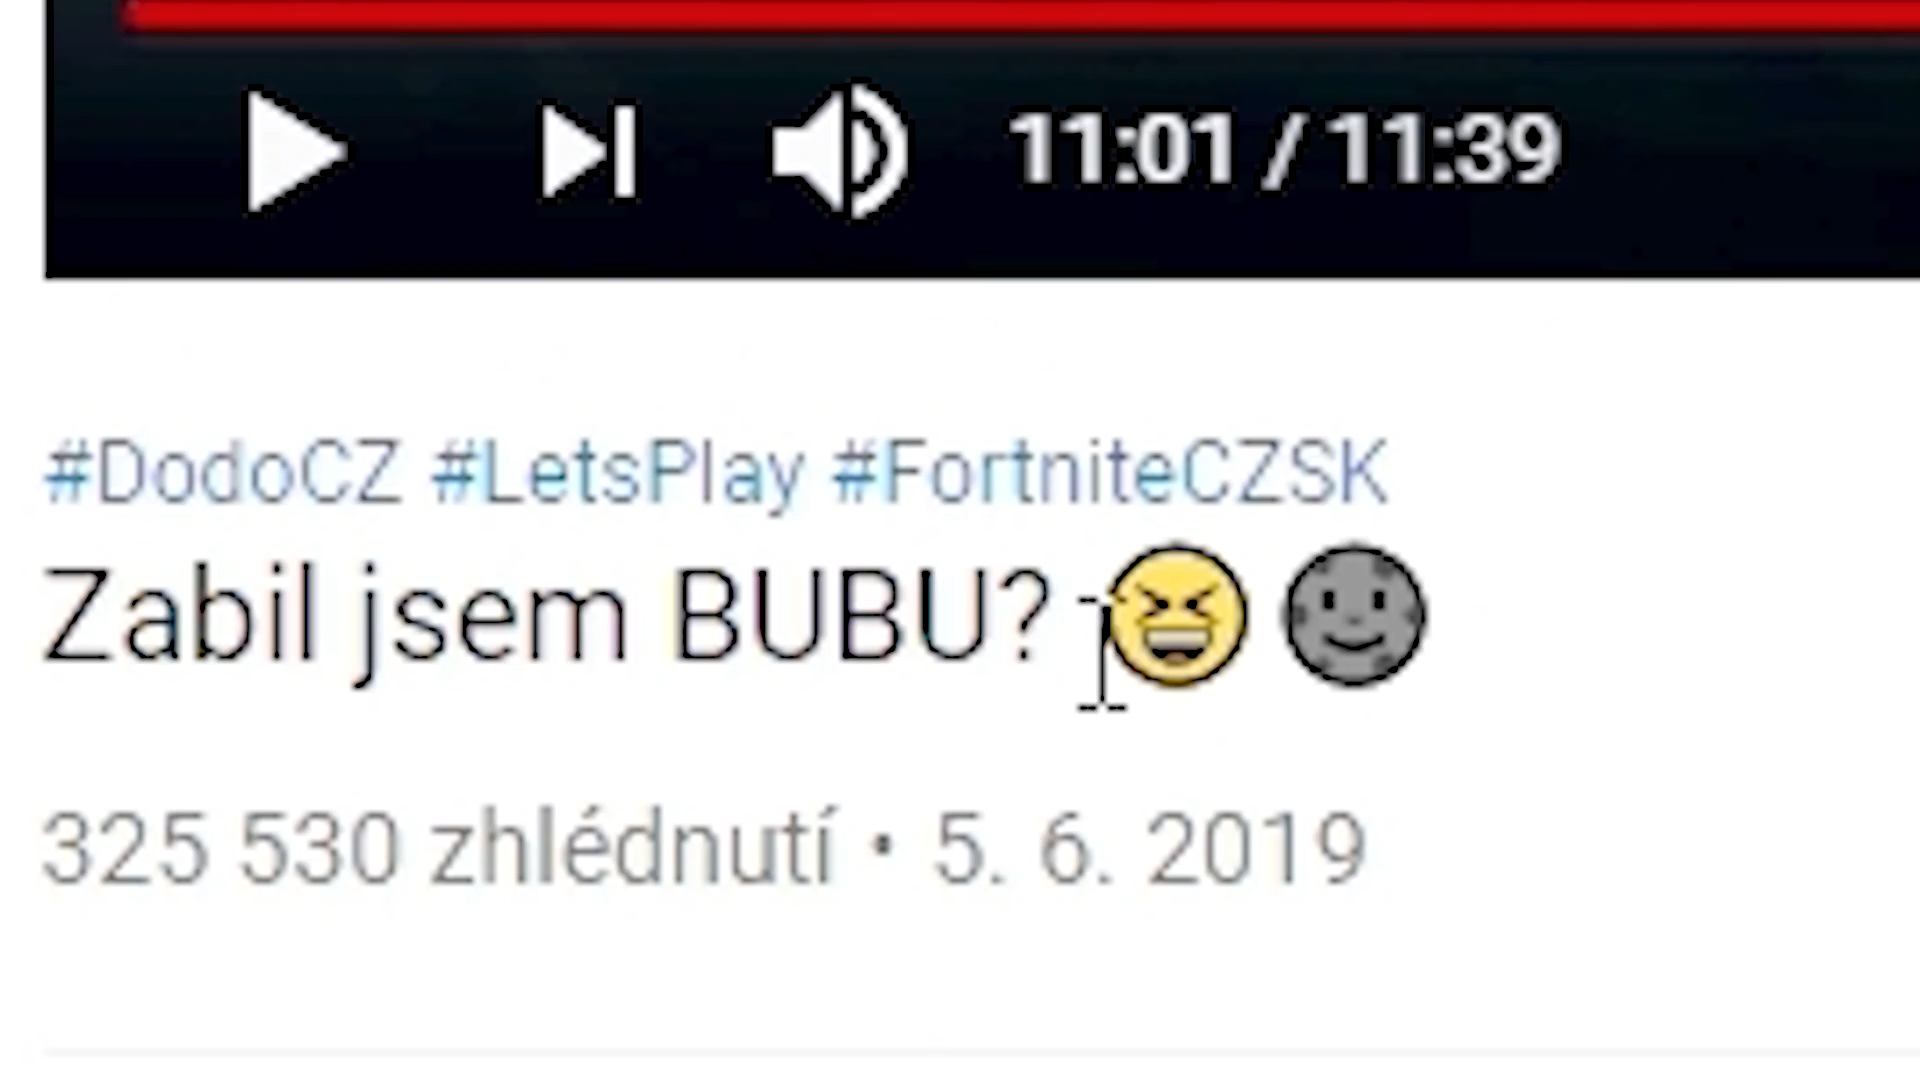 11:01 / 11:39
#DodoCZ #LetsPlay #FortniteCZSK
Zabil jsem BUBU? 😆 🌚
325 530 zhlédnutí • 5. 6. 2019